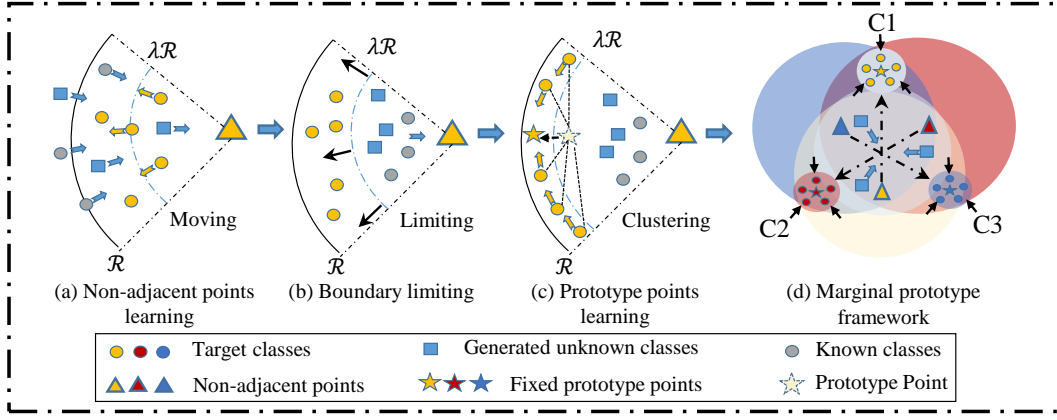 λℛ
Moving
ℛ
(a) Non-adjacent points
learning
λℛ
Limiting
ℛ
(b) Boundary limiting
λℛ
Clustering
ℛ
(c) Prototype points
learning
C1
C2
C3
(d) Marginal prototype
framework
Target classes
Generated unknown classes
Known classes
Non-adjacent points
Fixed prototype points
Prototype Point